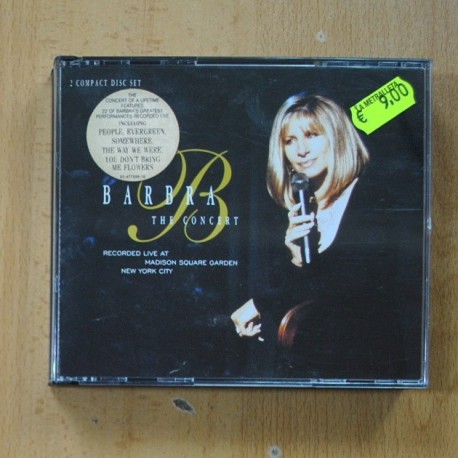 2 COMPACT DISC SET
THE
CONCERT OF A LIFETIME
FEATURES
22 OF BARBRA'S GREATEST
PERFORMANCES RECORDED LIVE
INCLUDING
PEOPLE, EVERGREEN,
SOMEWHERE,
THE WAY WE WERE,
YOU DON'T BRING
ME FLOWERS
LA METRALLETA
€ 9,00
B
BARBRA
THE CONCERT
RECORDED LIVE AT
MADISON SQUARE GARDEN
NEW YORK CITY